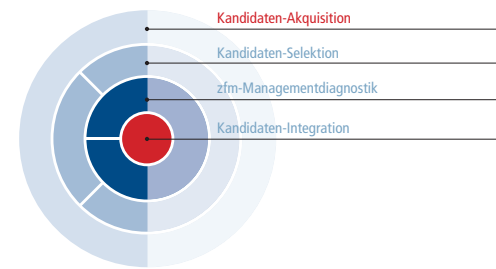 Kandidaten-Akquisition
Kandidaten-Selektion
zfm-Managementdiagnostik
Kandidaten-Integration